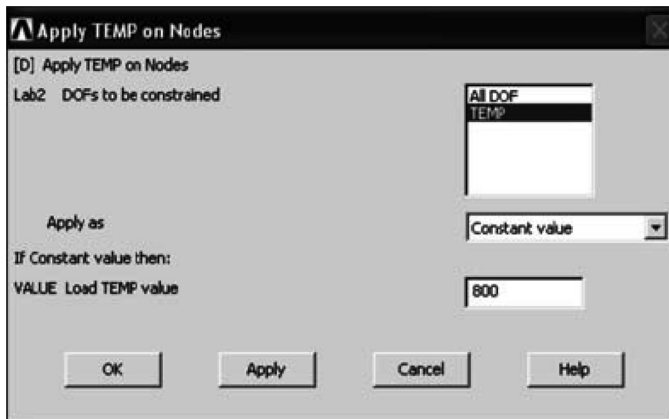 Apply TEMP on Nodes
[D] Apply TEMP on Nodes
Lab2 DOFs to be constrained
All DOF
TEMP
Apply as
Constant value
If Constant value then:
VALUE Load TEMP value
800
OK Apply Cancel Help